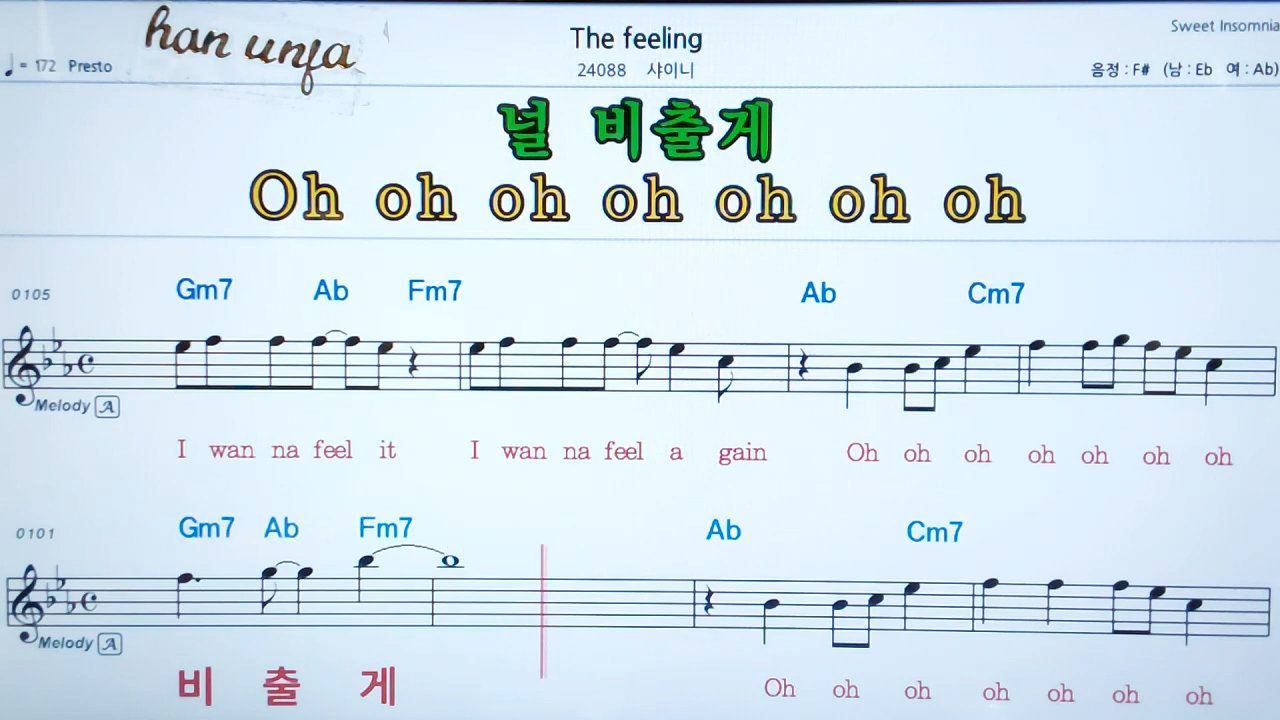 han unfa
The feeling
Sweet Insomnia
♩= 172 Presto
24088 샤이니
음정 : F# (남 : Eb 여 : Ab)
널 비출게
Oh oh oh oh oh oh oh
0105
Gm7 Ab Fm7 Ab Cm7
Melody A
I wan na feel it I wan na feel a gain Oh oh oh oh oh oh oh
0101
Gm7 Ab Fm7 Ab Cm7
Melody A
비 출 게 Oh oh oh oh oh oh oh